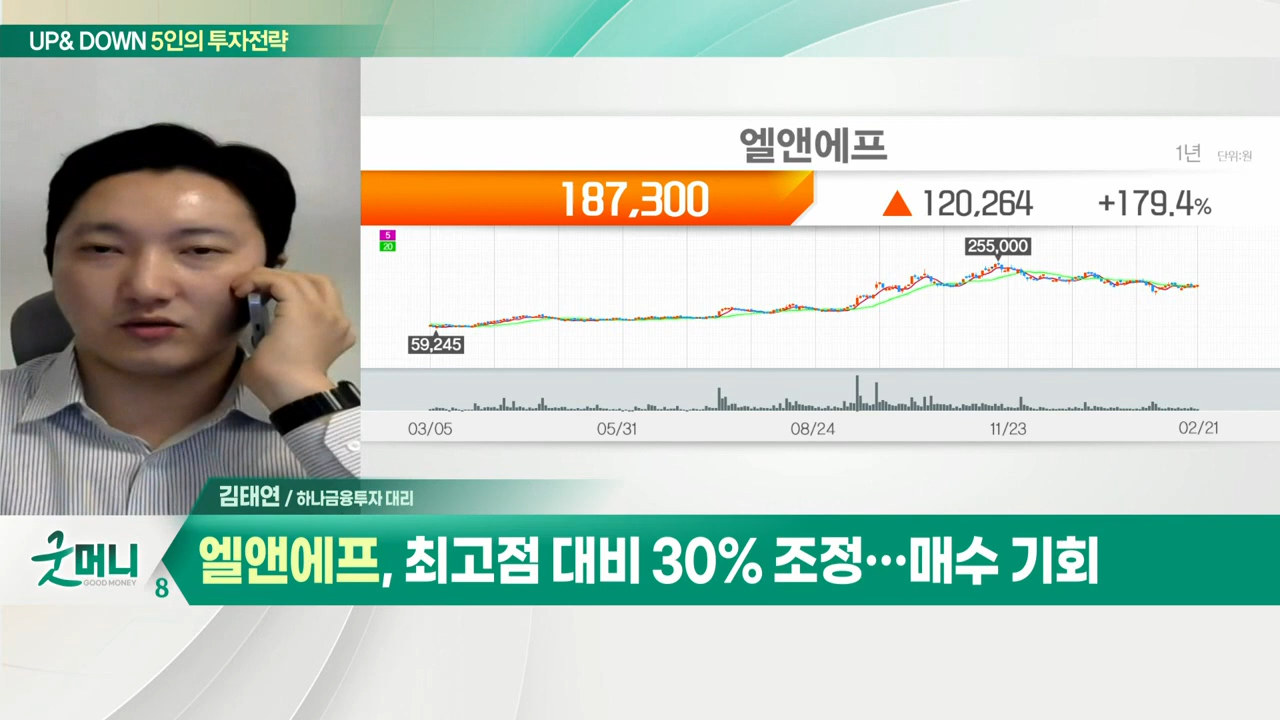 UP& DOWN 5인의 투자전략
엘앤에프
1년 단위:원
187,300 ▲ 120,264 +179.4%
5
20
255,000
59,245
03/05 05/31 08/24 11/23 02/21
김태연 / 하나금융투자 대리
굿머니
GOOD MONEY
8
엘앤에프, 최고점 대비 30% 조정…매수 기회